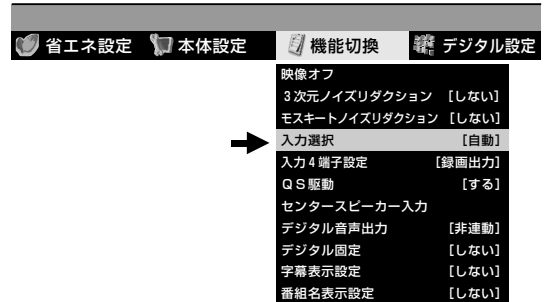 省エネ設定 本体設定 機能切換 デジタル設定
映像オフ
3次元ノイズリダクション [しない]
モスキートノイズリダクション [しない]
入力選択 [自動]
入力4端子設定 [録画出力]
QS駆動 [する]
センタースピーカー入力
デジタル音声出力 [非連動]
デジタル固定 [しない]
字幕表示設定 [しない]
番組名表示設定 [しない]